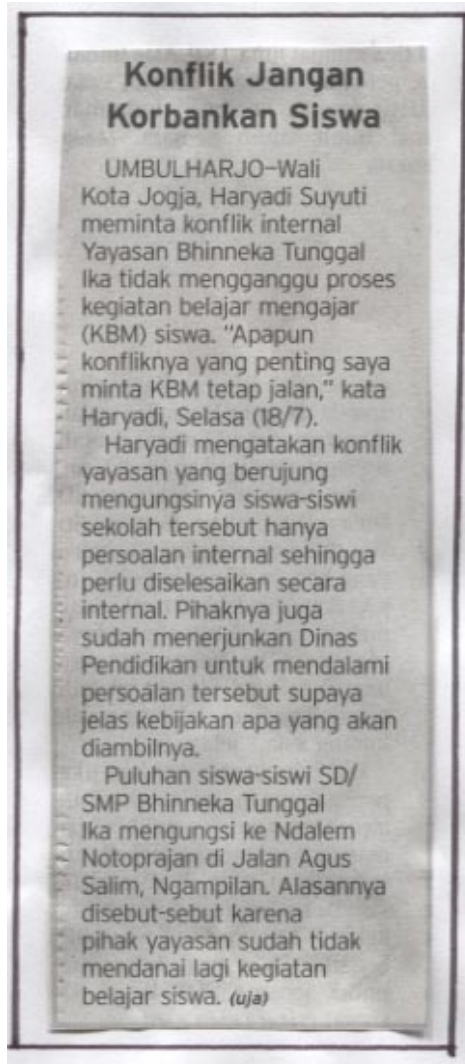 Konflik Jangan
Korbankan Siswa
UMBULHARJO–Wali
Kota Jogja, Haryadi Suyuti
meminta konflik internal
Yayasan Bhinneka Tunggal
Ika tidak mengganggu proses
kegiatan belajar mengajar
(KBM) siswa. "Apapun
konfliknya yang penting saya
minta KBM tetap jalan," kata
Haryadi, Selasa (18/7).
Haryadi mengatakan konflik
yayasan yang berujung
mengungsinya siswa-siswi
sekolah tersebut hanya
persoalan internal sehingga
perlu diselesaikan secara
internal. Pihaknya juga
sudah menerjunkan Dinas
Pendidikan untuk mendalami
persoalan tersebut supaya
jelas kebijakan apa yang akan
diambilnya.
Puluhan siswa-siswi SD/
SMP Bhinneka Tunggal
Ika mengungsi ke Ndalem
Notoprajan di Jalan Agus
Salim, Ngampilan. Alasannya
disebut-sebut karena
pihak yayasan sudah tidak
mendanai lagi kegiatan
belajar siswa. (uja)